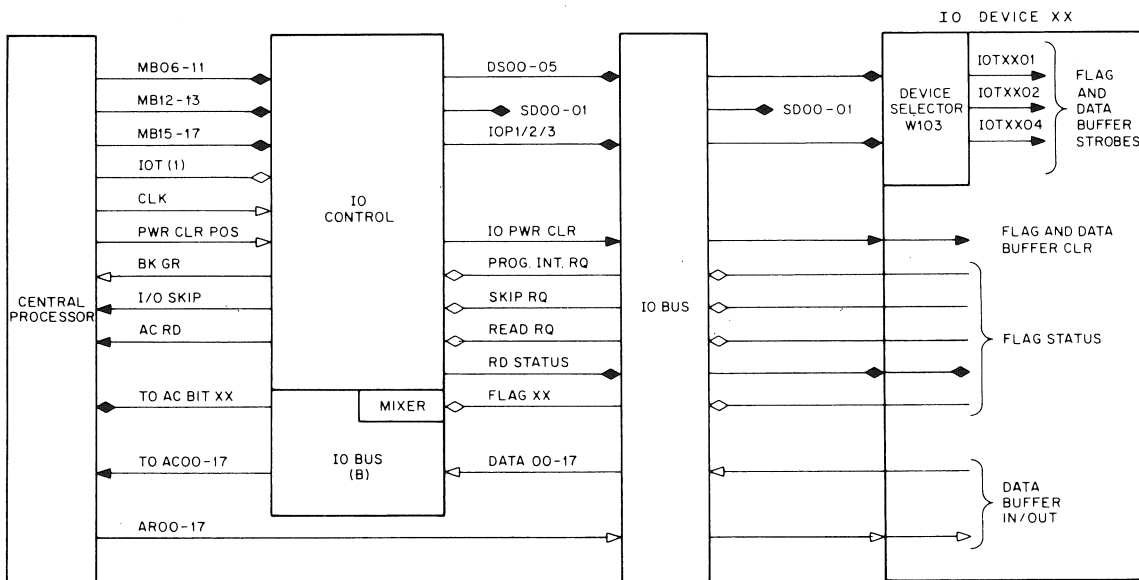 IO DEVICE XX
MB06-11
MB12-13
MB15-17
IOT (1)
CLK
PWR CLR POS
BK GR
I/O SKIP
AC RD
TO AC BIT XX
TO AC00-17
AR00-17
CENTRAL
PROCESSOR
IO
CONTROL
MIXER
IO BUS
(B)
DS00-05
SD00-01
IOP1/2/3
IO PWR CLR
PROG. INT. RQ
SKIP RQ
READ RQ
RD STATUS
FLAG XX
DATA 00-17
IO BUS
SD00-01
DEVICE
SELECTOR
W103
IOTXX01
IOTXX02
IOTXX04
FLAG
AND
DATA
BUFFER
STROBES
FLAG AND DATA
BUFFER CLR
FLAG STATUS
DATA
BUFFER
IN/OUT